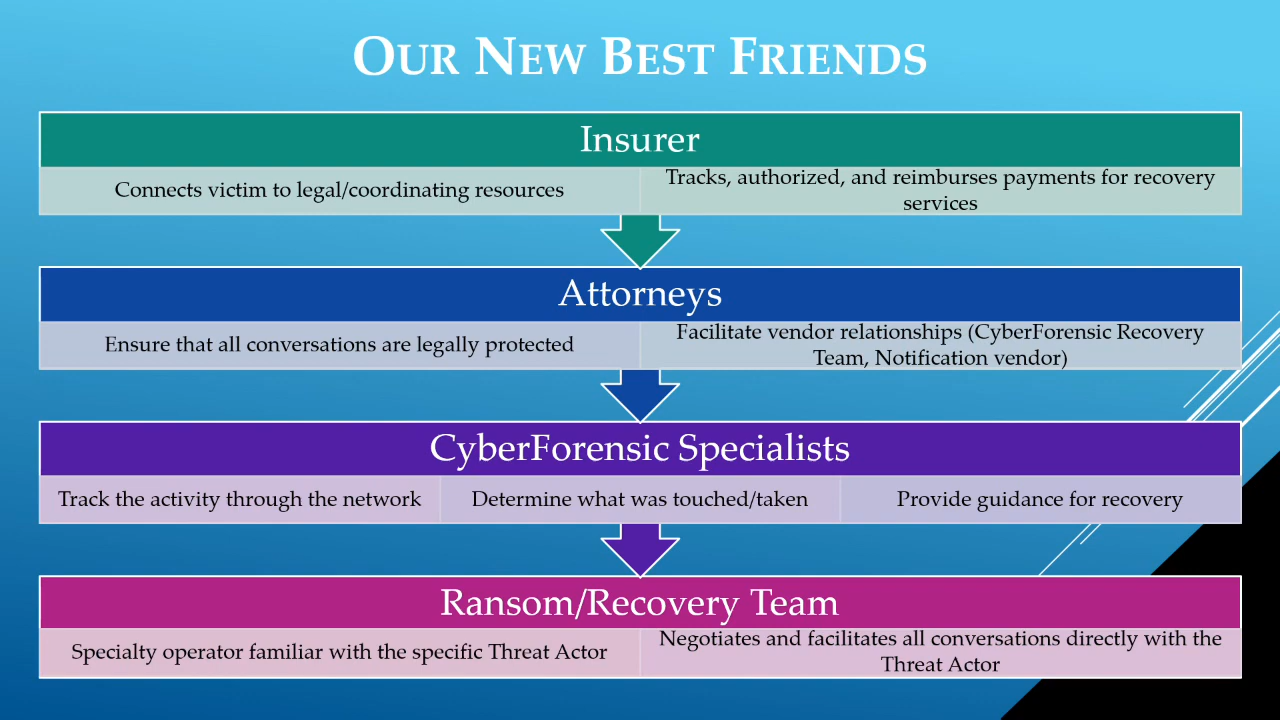 OUR NEW BEST FRIENDS
Insurer
Connects victim to legal/coordinating resources
Tracks, authorized, and reimburses payments for recovery
services
Attorneys
Ensure that all conversations are legally protected
Facilitate vendor relationships (CyberForensic Recovery
Team, Notification vendor)
CyberForensic Specialists
Track the activity through the network
Determine what was touched/taken
Provide guidance for recovery
Ransom/Recovery Team
Specialty operator familiar with the specific Threat Actor
Negotiates and facilitates all conversations directly with the
Threat Actor